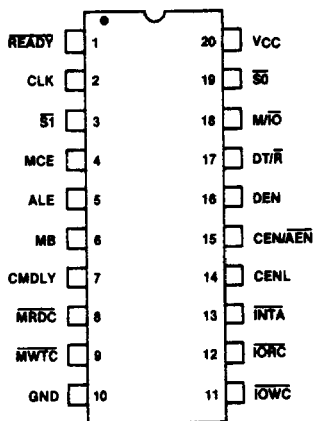 READY 1 20 VCC
CLK 2 19 S0
S1 3 18 M/IO
MCE 4 17 DT/R
ALE 5 16 DEN
MB 6 15 CEN/AEN
CMDLY 7 14 CENL
MRDC 8 13 INTA
MWTC 9 12 IORC
GND 10 11 IOWC